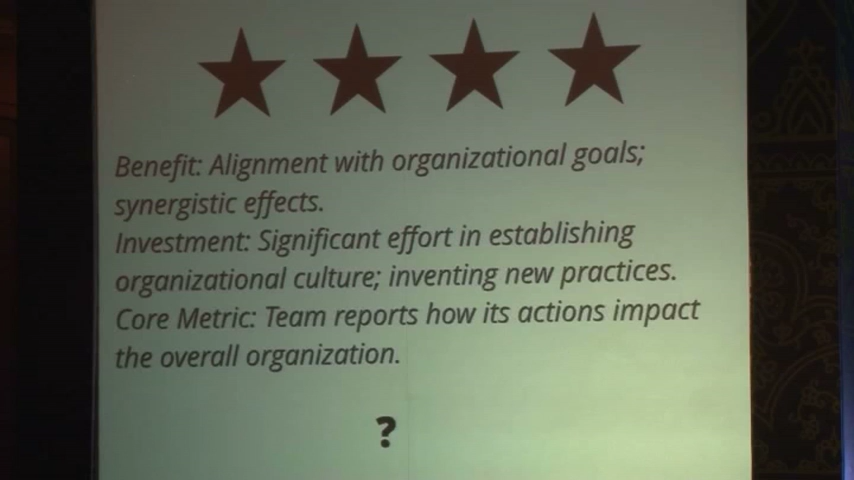 Benefit: Alignment with organizational goals;
synergistic effects.
Investment: Significant effort in establishing
organizational culture; inventing new practices.
Core Metric: Team reports how its actions impact
the overall organization.
?